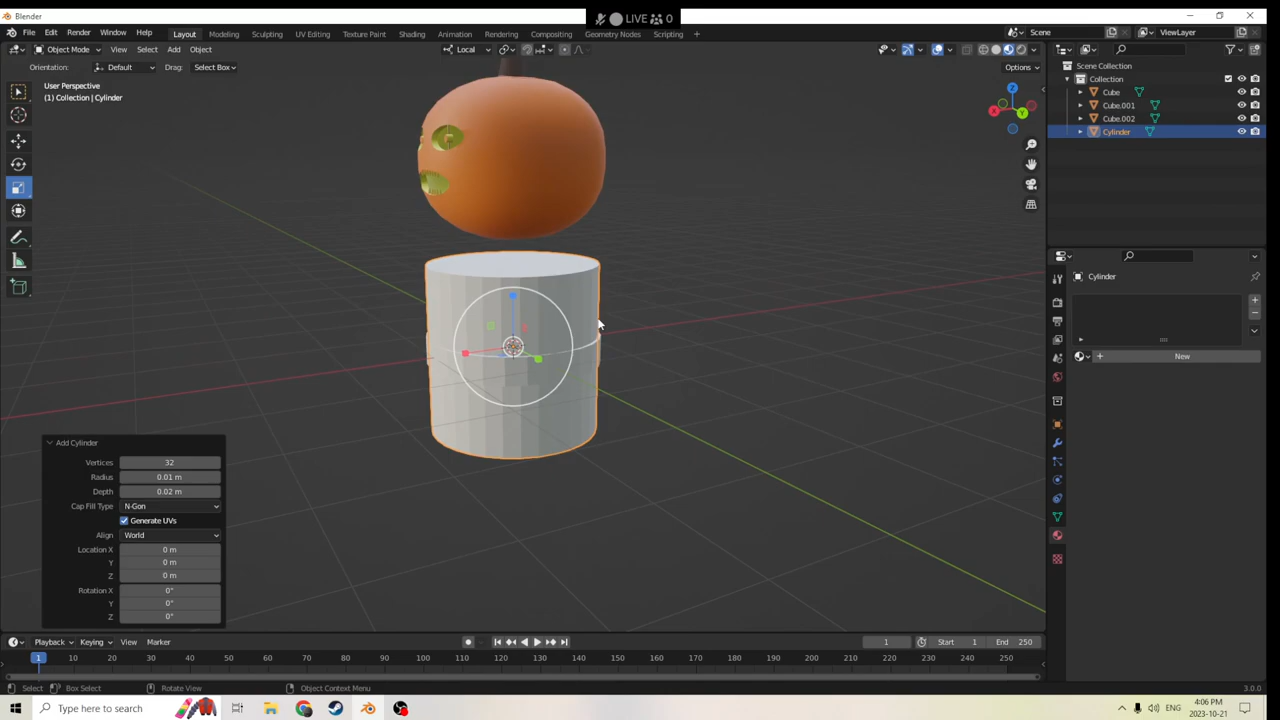 LIVE 0
Blender
File Edit Render Window Help Layout Modeling Sculpting UV Editing Texture Paint Shading Animation Rendering Compositing Geometry Nodes Scripting + Scene ViewLayer
Object Mode View Select Add Object Local
Orientation: Default Drag: Select Box Options
User Perspective
(1) Collection | Cylinder
Z
X
Y
Scene Collection
Collection
Cube
Cube.001
Cube.002
Cylinder
Cylinder
New
Add Cylinder
Vertices 32
Radius 0.01 m
Depth 0.02 m
Cap Fill Type N-Gon
Generate UVs
Align World
Location X 0 m
Y 0 m
Z 0 m
Rotation X 0°
Y 0°
Z 0°
Playback Keying View Marker 1 Start 1 End 250
1 10 20 30 40 50 60 70 80 90 100 110 120 130 140 150 160 170 180 190 200 210 220 230 240 250
Select Box Select Rotate View Object Context Menu 3.0.0
Type here to search ENG 4:06 PM
2023-10-21